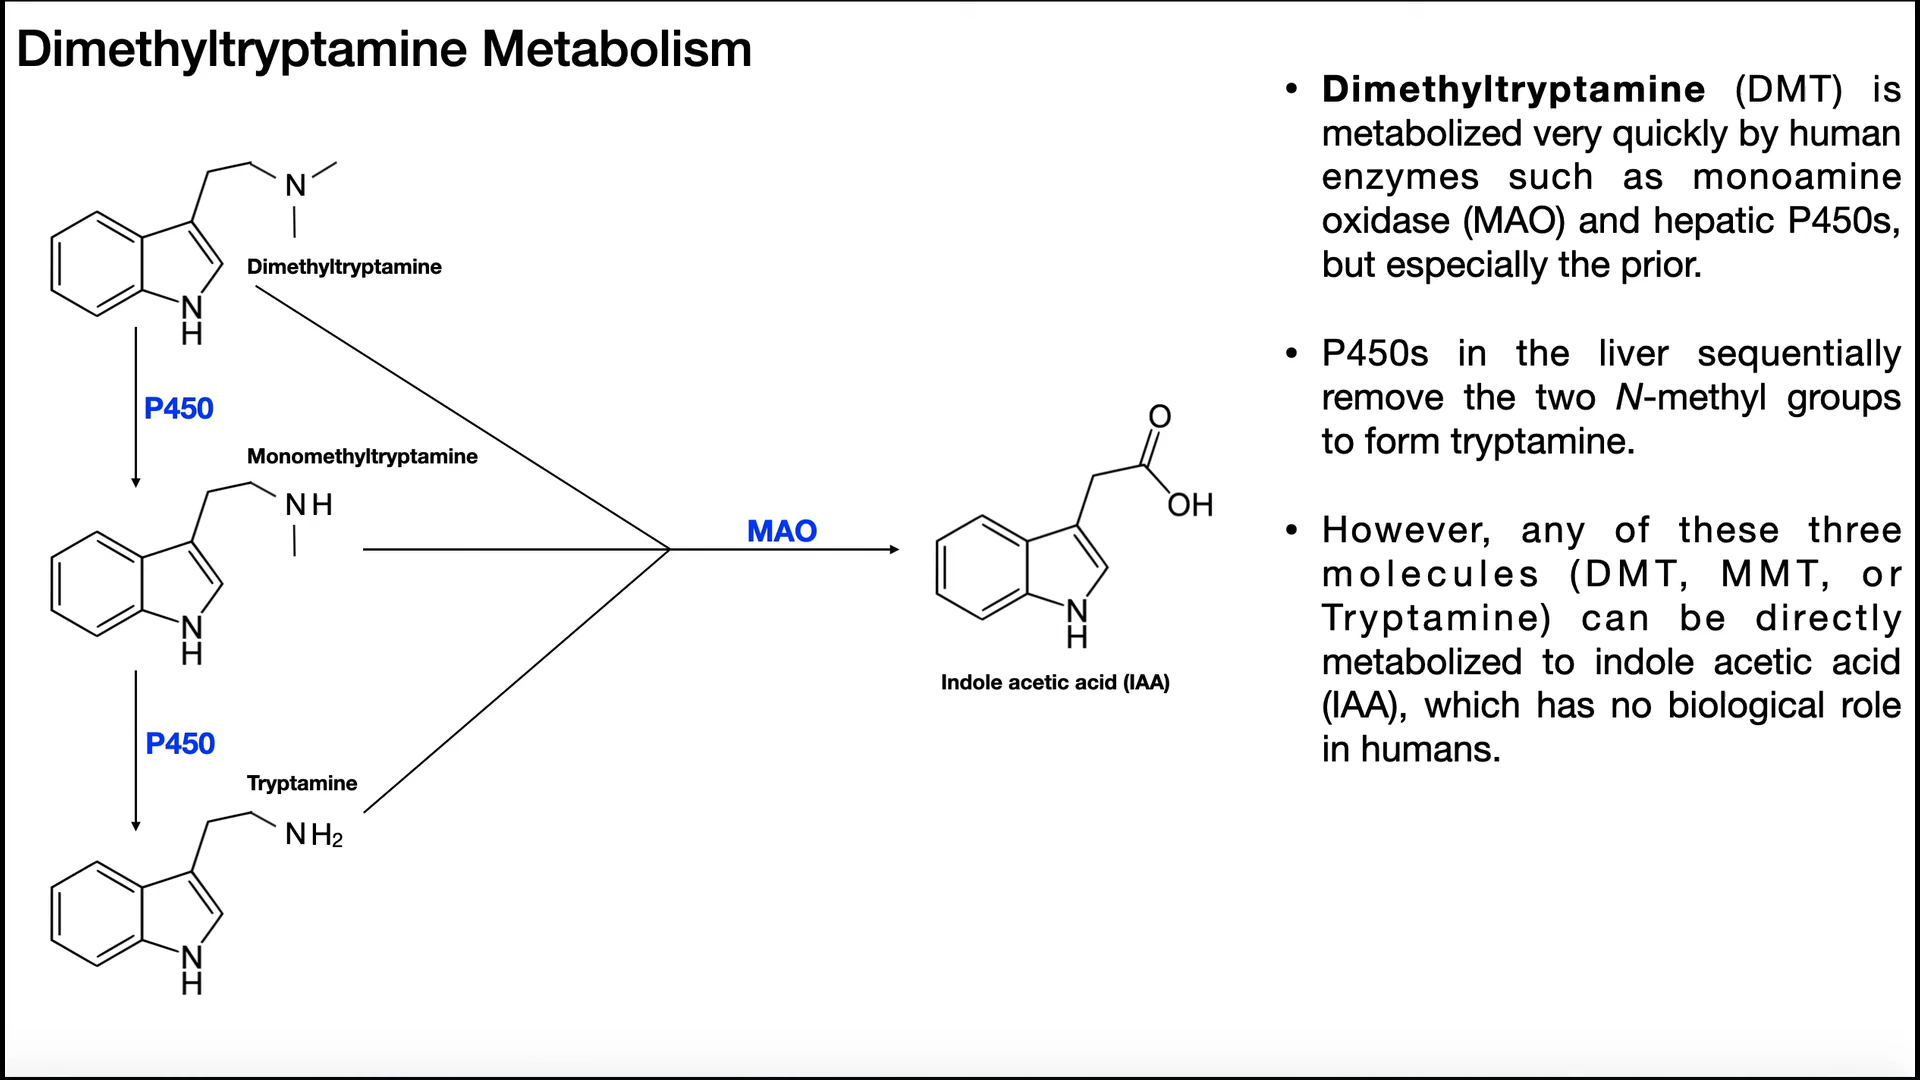 Dimethyltryptamine Metabolism
N
Dimethyltryptamine
N
H
P450
Monomethyltryptamine
NH
N
H
P450
Tryptamine
NH2
N
H
MAO
O
OH
N
H
Indole acetic acid (IAA)
• Dimethyltryptamine (DMT) is
metabolized very quickly by human
enzymes such as monoamine
oxidase (MAO) and hepatic P450s,
but especially the prior.
• P450s in the liver sequentially
remove the two N-methyl groups
to form tryptamine.
• However, any of these three
molecules (DMT, MMT, or
Tryptamine) can be directly
metabolized to indole acetic acid
(IAA), which has no biological role
in humans.